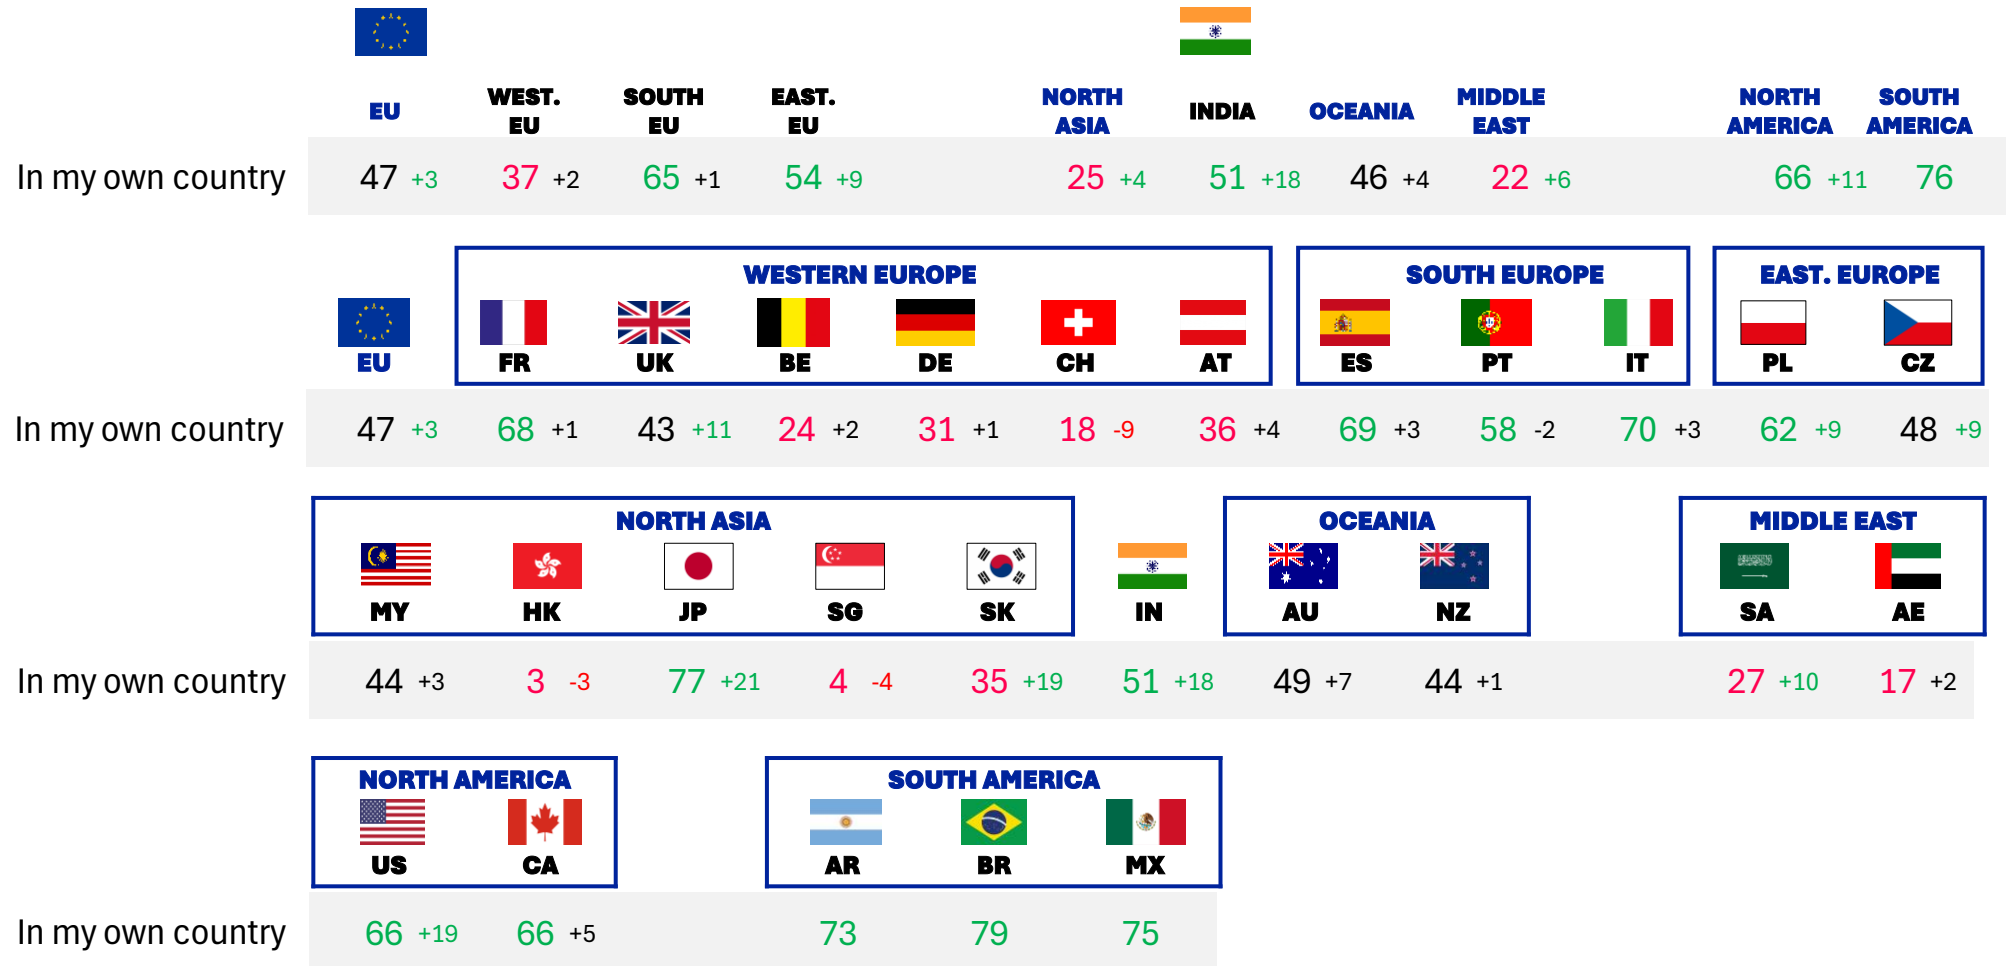 EU WEST. EU SOUTH EU EAST. EU NORTH ASIA INDIA OCEANIA MIDDLE EAST NORTH AMERICA SOUTH AMERICA
In my own country 47 +3 37 +2 65 +1 54 +9 25 +4 51 +18 46 +4 22 +6 66 +11 76
WESTERN EUROPE SOUTH EUROPE EAST. EUROPE
EU FR UK BE DE CH AT ES PT IT PL CZ
In my own country 47 +3 68 +1 43 +11 24 +2 31 +1 18 -9 36 +4 69 +3 58 -2 70 +3 62 +9 48 +9
NORTH ASIA OCEANIA MIDDLE EAST
MY HK JP SG SK IN AU NZ SA AE
In my own country 44 +3 3 -3 77 +21 4 -4 35 +19 51 +18 49 +7 44 +1 27 +10 17 +2
NORTH AMERICA SOUTH AMERICA
US CA AR BR MX
In my own country 66 +19 66 +5 73 79 75